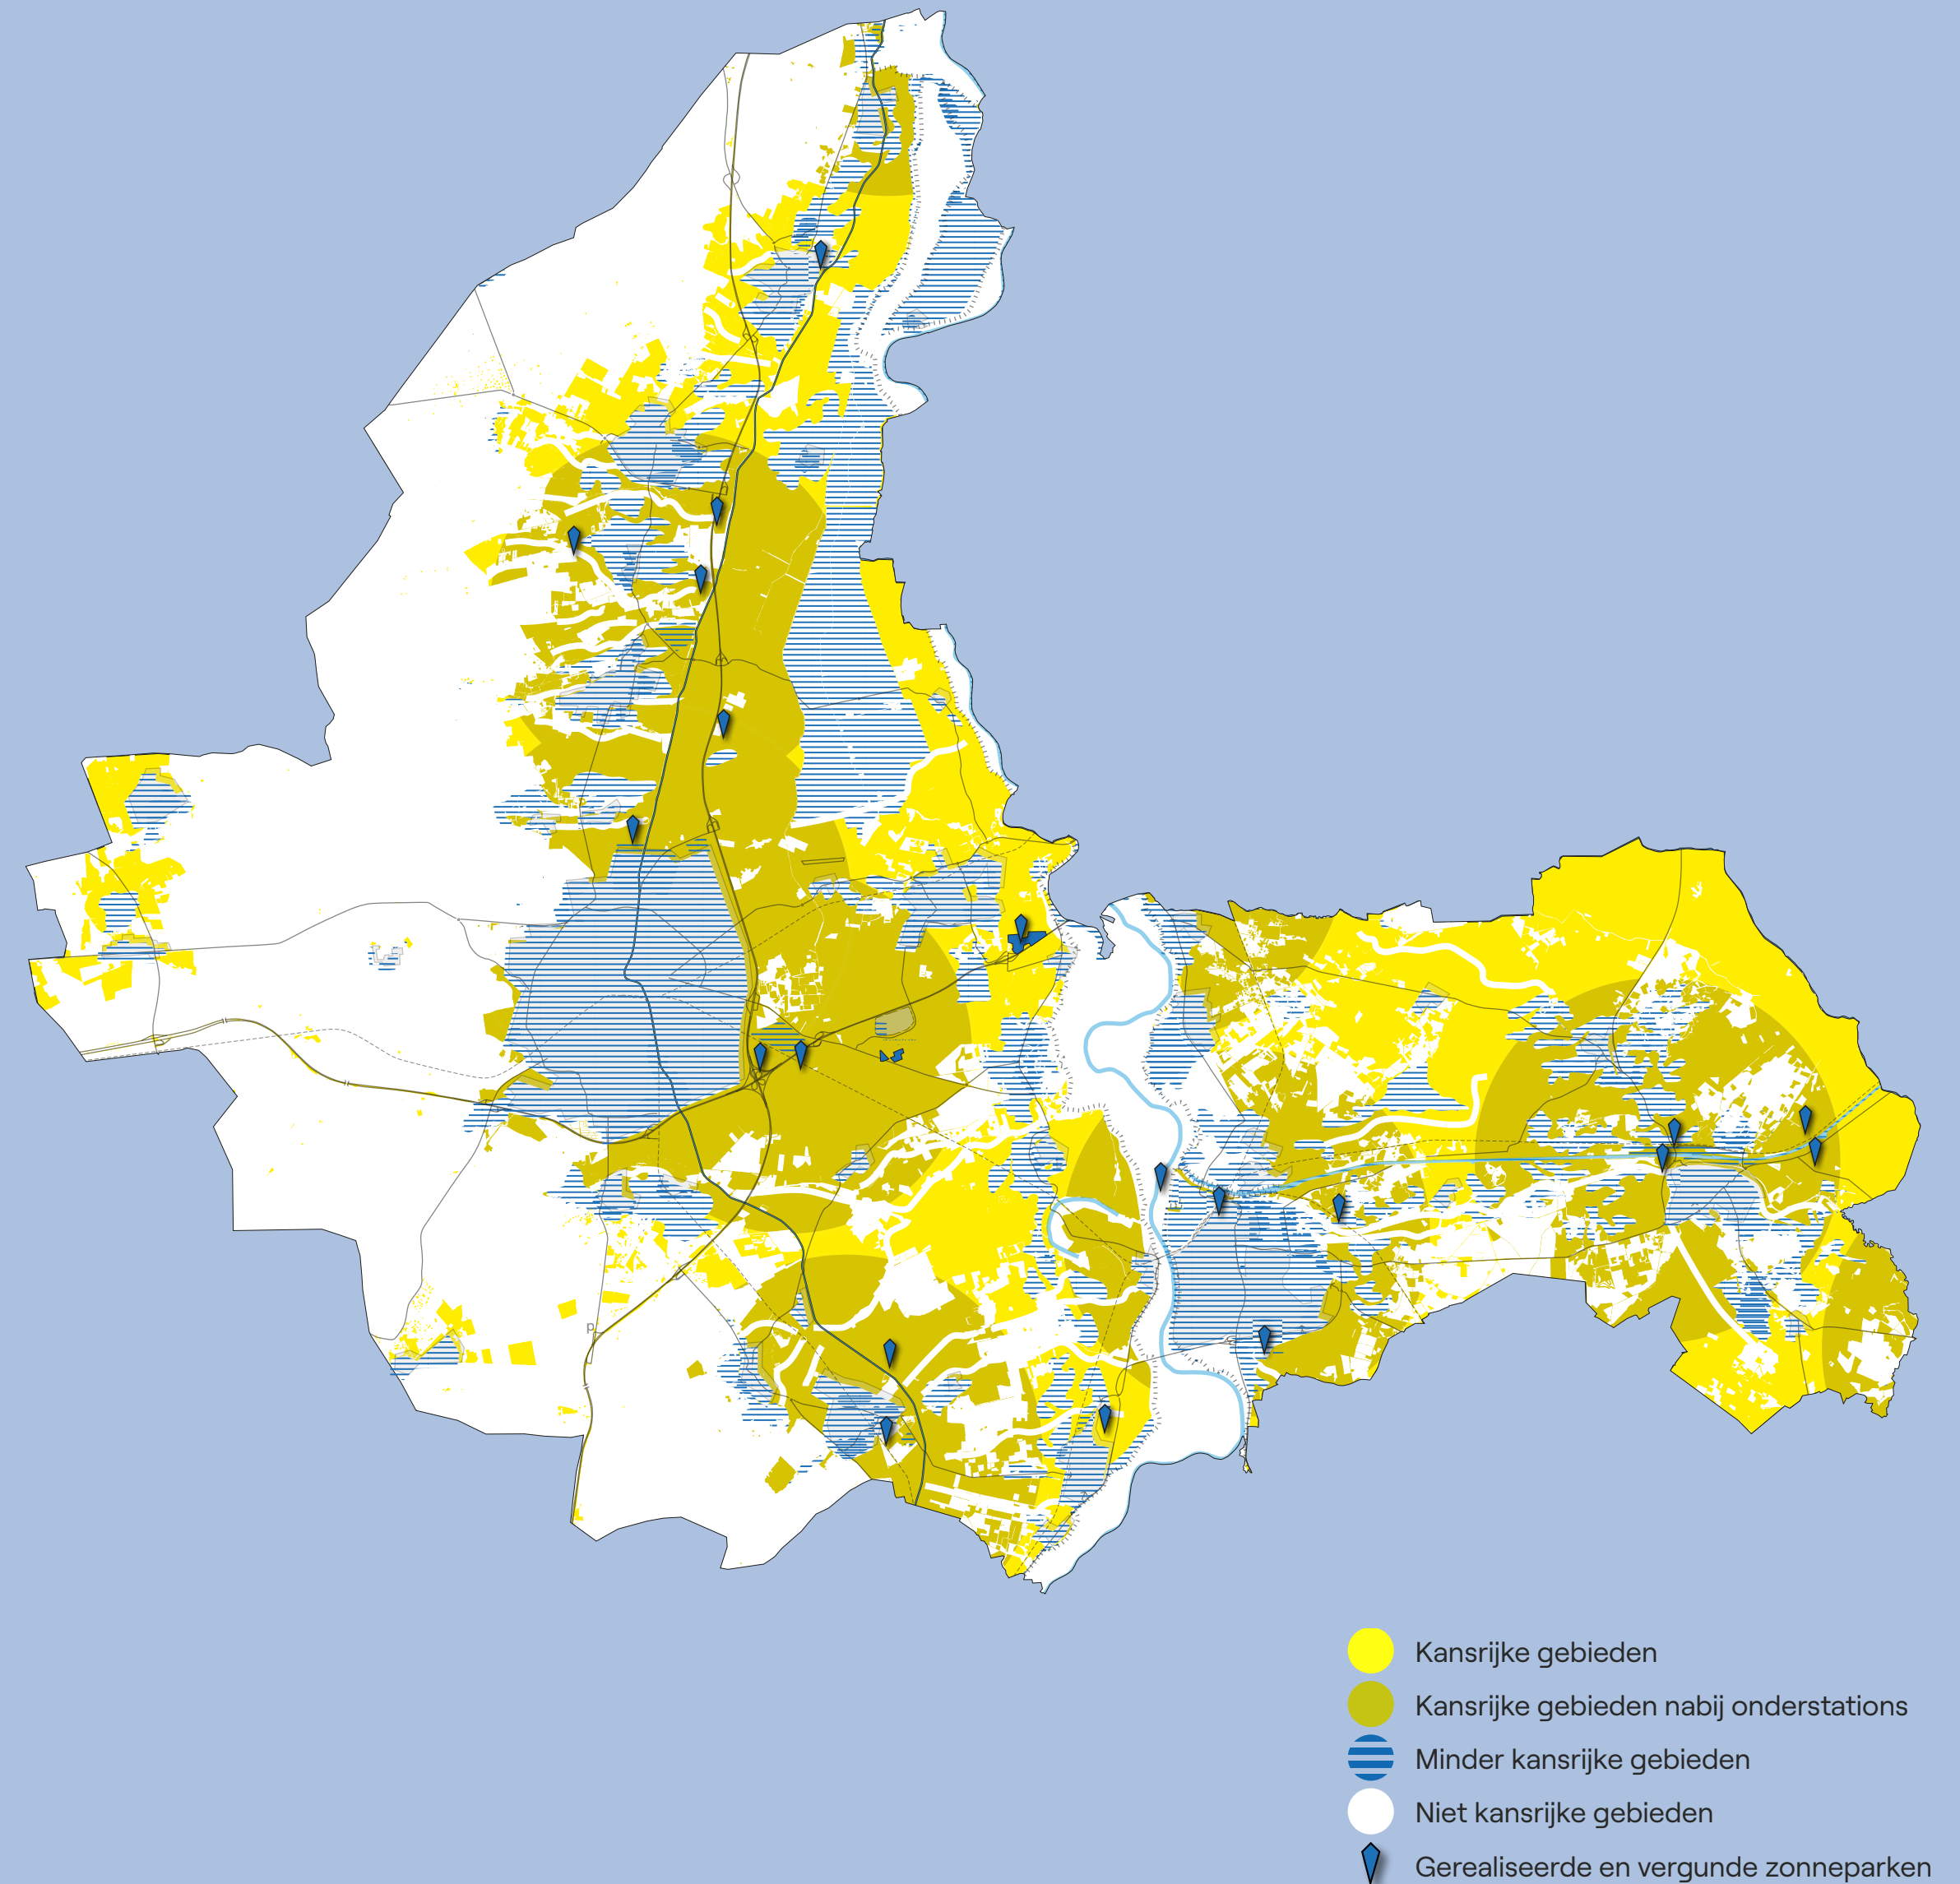 p
Kansrijke gebieden
Kansrijke gebieden nabij onderstations
Minder kansrijke gebieden
Niet kansrijke gebieden
Gerealiseerde en vergunde zonneparken